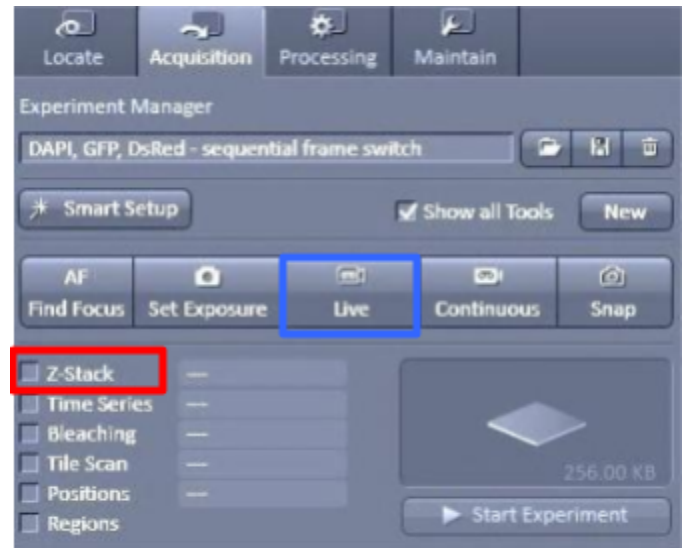 Locate Acquisition Processing Maintain
Experiment Manager
DAPI, GFP, DsRed - sequential frame switch
Smart Setup Show all Tools New
AF
Find Focus Set Exposure Live Continuous Snap
Z-Stack ---
Time Series ---
Bleaching ---
Tile Scan ---
256.00 KB
Positions ---
Start Experiment
Regions